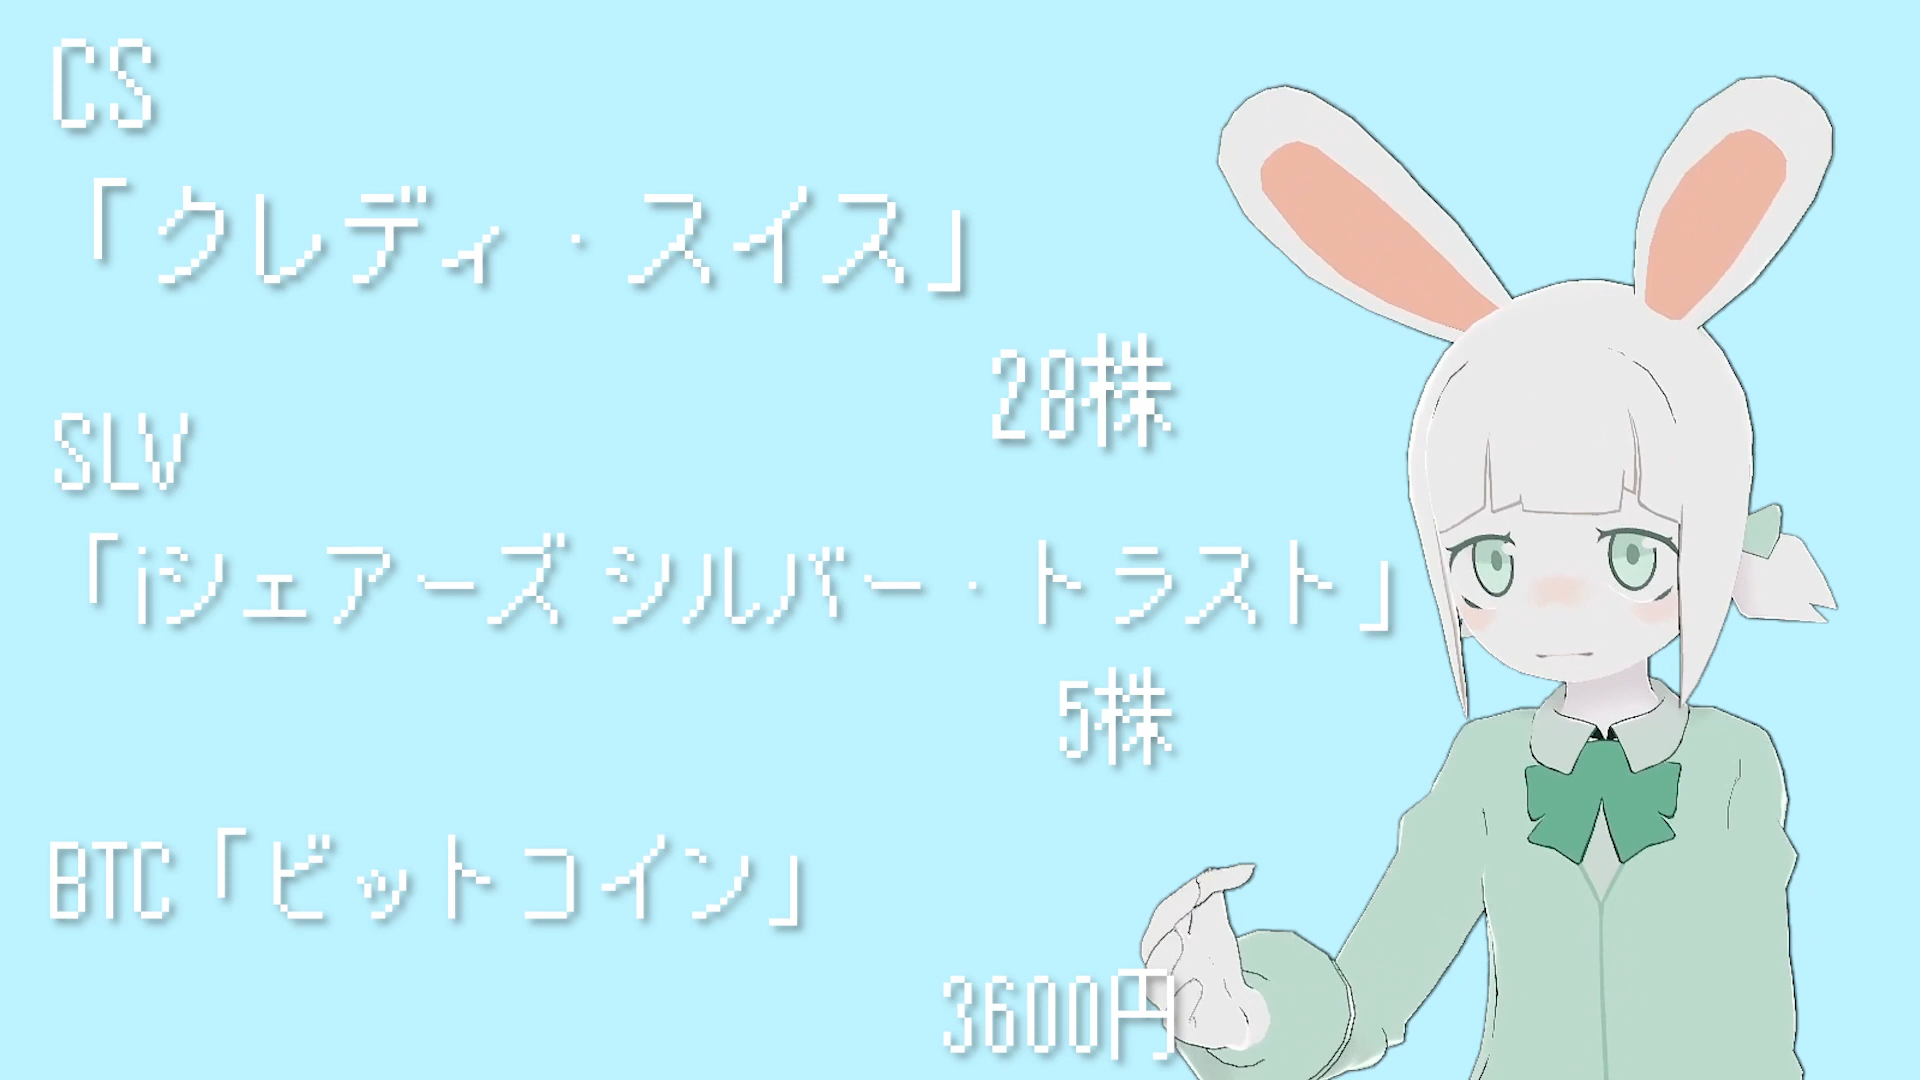 CS
「クレディ・スイス」
28株
SLV
「iシェアーズ シルバー・トラスト」
5株
BTC「ビットコイン」
3600円